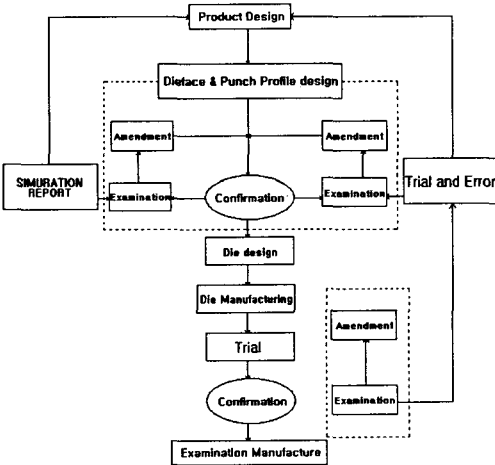 Product Design
Dieface & Punch Profile design
Amendment
Amendment
SIMURATION
REPORT
Examination
Confirmation
Examination
Trial and Error
Die design
Die Manufacturing
Amendment
Trial
Examination
Confirmation
Examination Manufacture